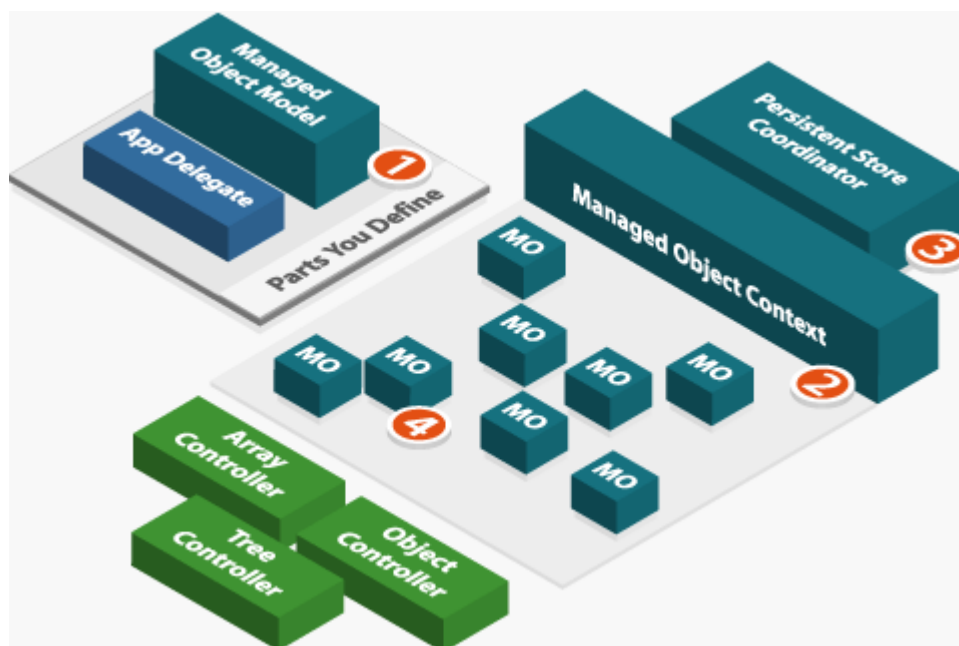 Managed
Object Model
App Delegate
1
Parts You Define
Persistent Store
Coordinator
3
Managed Object Context
2
MO
MO
MO
MO
MO
MO
MO
MO
4
Array
Controller
Tree
Controller
Object
Controller